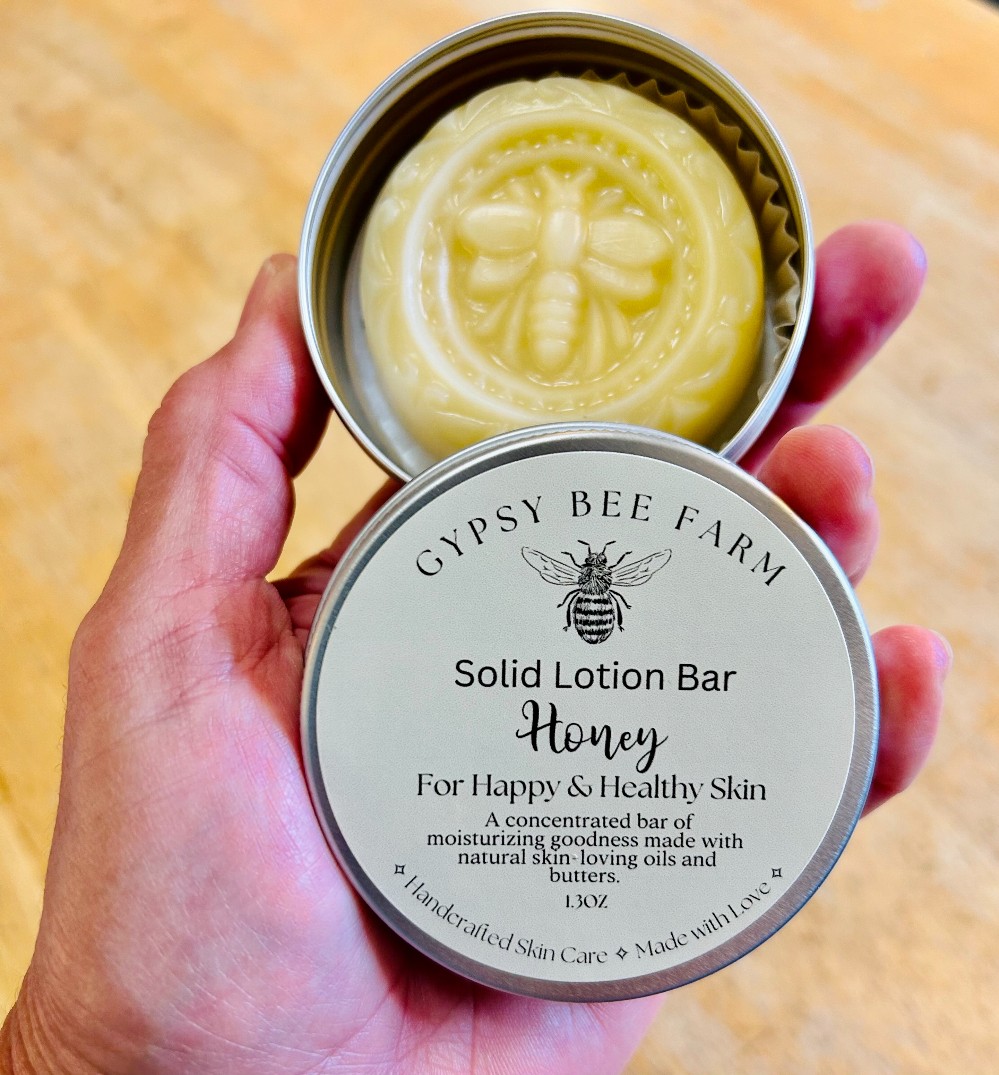 GYPSY BEE FARM
Solid Lotion Bar
Honey
For Happy & Healthy Skin
A concentrated bar of
moisturizing goodness made with
natural skin-loving oils and
butters.
1.3OZ
✧ Handcrafted Skin Care ✧ Made with Love ✧